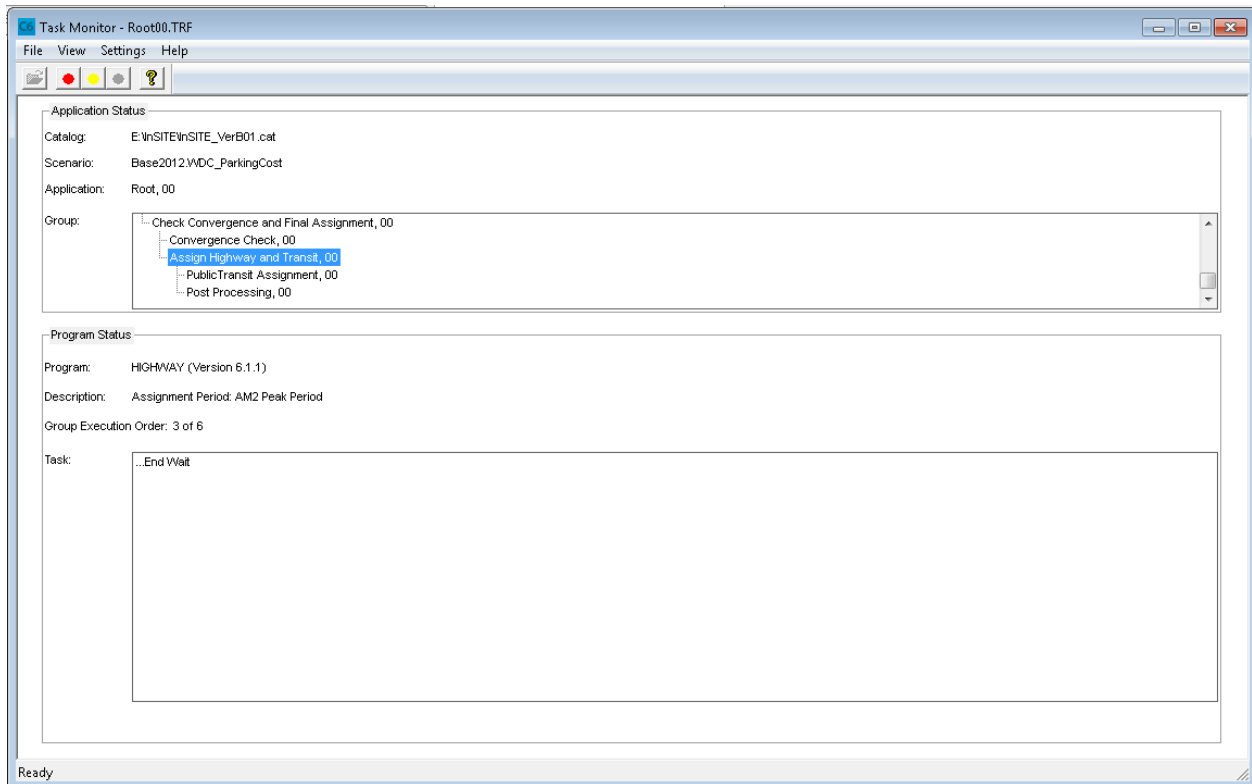 C6 Task Monitor - Root00.TRF
File View Settings Help
?
Application Status
Catalog: E:\InSITE\InSITE_VerB01.cat
Scenario: Base2012.WDC_ParkingCost
Application: Root, 00
Group:
Check Convergence and Final Assignment, 00
Convergence Check, 00
Assign Highway and Transit, 00
PublicTransit Assignment, 00
Post Processing, 00
Program Status
Program: HIGHWAY (Version 6.1.1)
Description: Assignment Period: AM2 Peak Period
Group Execution Order: 3 of 6
Task: ...End Wait
Ready